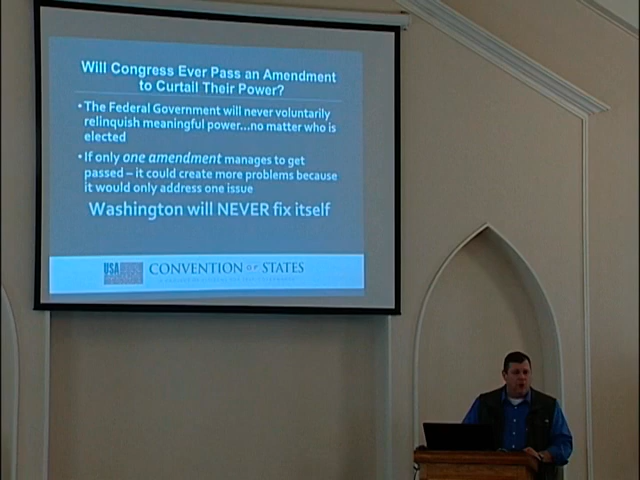 Will Congress Ever Pass an Amendment
to Curtail Their Power?
• The Federal Government will never voluntarily
relinquish meaningful power...no matter who is
elected
• If only one amendment manages to get
passed – it could create more problems because
it would only address one issue
Washington will NEVER fix itself
USA CONVENTION OF STATES